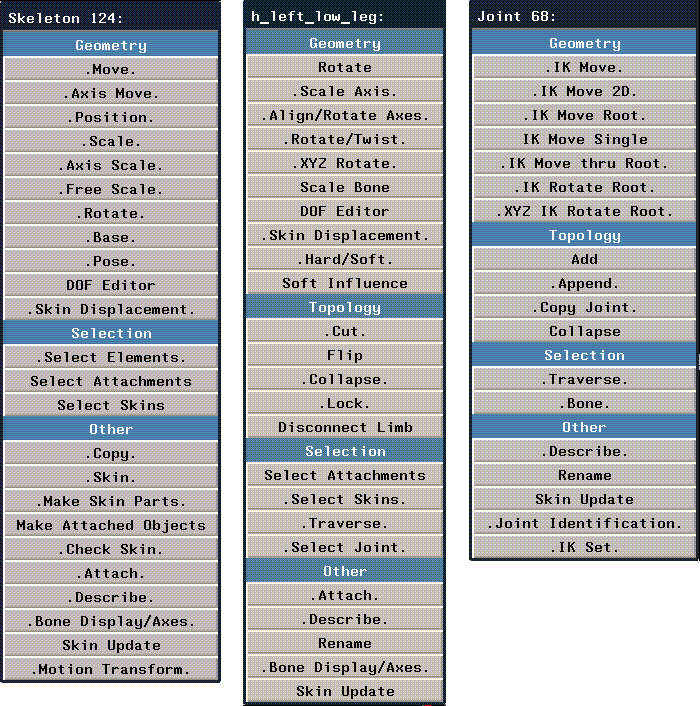 Skeleton 124:
Geometry
.Move.
.Axis Move.
.Position.
.Scale.
.Axis Scale.
.Free Scale.
.Rotate.
.Base.
.Pose.
DOF Editor
.Skin Displacement.
Selection
.Select Elements.
Select Attachments
Select Skins
Other
.Copy.
.Skin.
.Make Skin Parts.
Make Attached Objects
.Check Skin.
.Attach.
.Describe.
.Bone Display/Axes.
Skin Update
.Motion Transform.
h_left_low_leg:
Geometry
Rotate
.Scale Axis.
.Align/Rotate Axes.
.Rotate/Twist.
.XYZ Rotate.
Scale Bone
DOF Editor
.Skin Displacement.
.Hard/Soft.
Soft Influence
Topology
.Cut.
Flip
.Collapse.
.Lock.
Disconnect Limb
Selection
Select Attachments
.Select Skins.
.Traverse.
.Select Joint.
Other
.Attach.
.Describe.
Rename
.Bone Display/Axes.
Skin Update
Joint 68:
Geometry
.IK Move.
.IK Move 2D.
.IK Move Root.
IK Move Single
.IK Move thru Root.
.IK Rotate Root.
.XYZ IK Rotate Root.
Topology
Add
.Append.
.Copy Joint.
Collapse
Selection
.Traverse.
.Bone.
Other
.Describe.
Rename
Skin Update
.Joint Identification.
.IK Set.